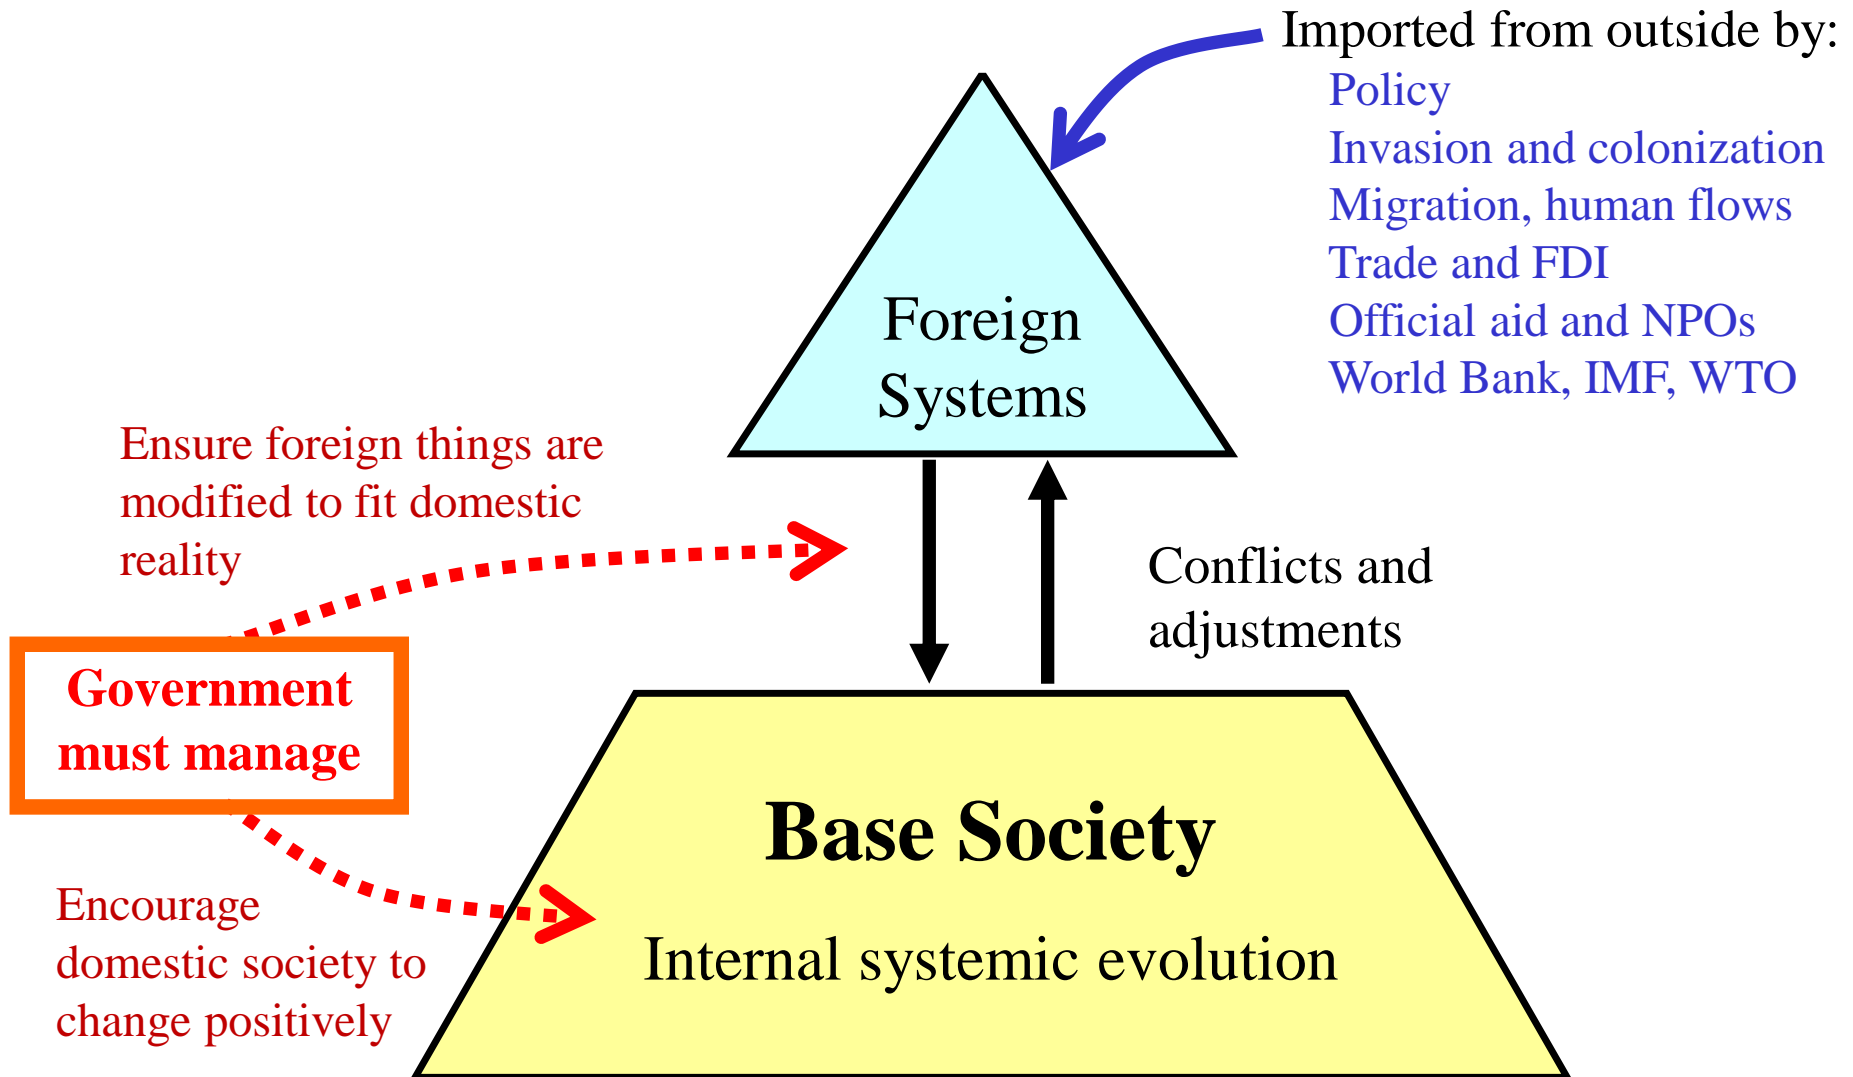 Imported from outside by:
Policy
Invasion and colonization
Migration, human flows
Trade and FDI
Official aid and NPOs
World Bank, IMF, WTO
Foreign
Systems
Ensure foreign things are
modified to fit domestic
reality
Conflicts and
adjustments
Government
must manage
Base Society
Internal systemic evolution
Encourage
domestic society to
change positively